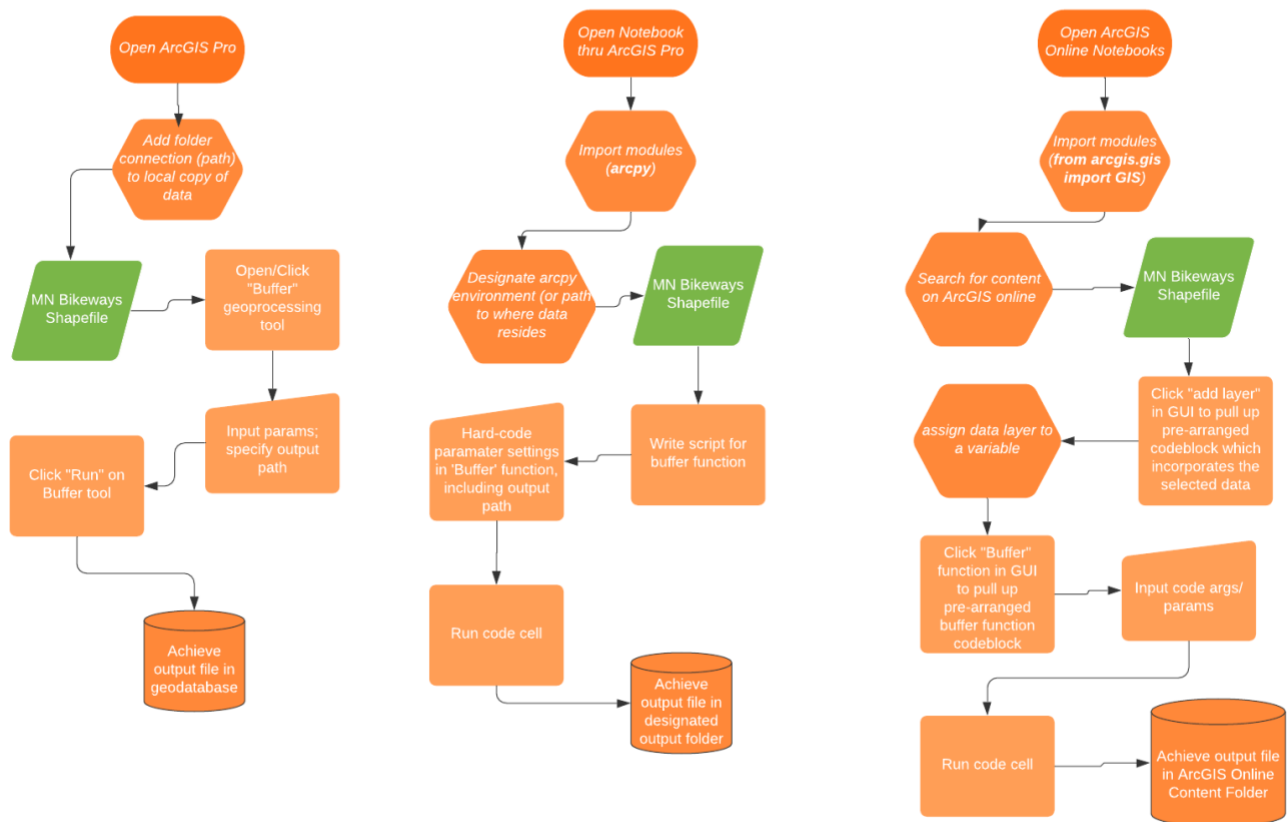 Open ArcGIS Pro
Add folder
connection (path)
to local copy of
data
MN Bikeways
Shapefile
Open/Click
"Buffer"
geoprocessing
tool
Input params;
specify output
path
Click "Run" on
Buffer tool
Achieve
output file in
geodatabase
Open Notebook
thru ArcGIS Pro
Import modules
(arcpy)
Designate arcpy
environment (or path
to where data
resides
MN Bikeways
Shapefile
Write script for
buffer function
Hard-code
paramater settings
in 'Buffer' function,
including output
path
Run code cell
Achieve
output file in
designated
output folder
Open ArcGIS
Online Notebooks
Import modules
(from arcgis.gis
import GIS)
Search for content
on ArcGIS online
MN Bikeways
Shapefile
Click "add layer"
in GUI to pull up
pre-arranged
codeblock which
incorporates the
selected data
assign data layer to
a variable
Click "Buffer"
function in GUI
to pull up
pre-arranged
buffer function
codeblock
Input code args/
params
Run code cell
Achieve output file
in ArcGIS Online
Content Folder